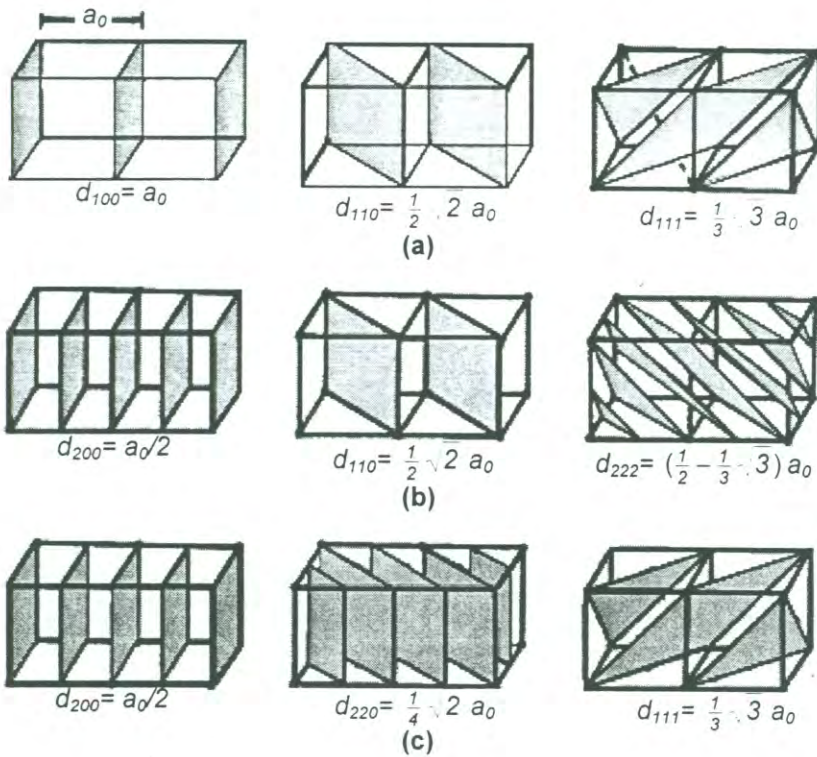 a₀
d₁₀₀= a₀
d₁₁₀= ½ √2 a₀
d₁₁₁= ⅓ √3 a₀
(a)
d₂₀₀= a₀/2
d₁₁₀= ½ √2 a₀
d₂₂₂= (½ − ⅓ √3) a₀
(b)
d₂₀₀= a₀/2
d₂₂₀= ¼ √2 a₀
d₁₁₁= ⅓ √3 a₀
(c)